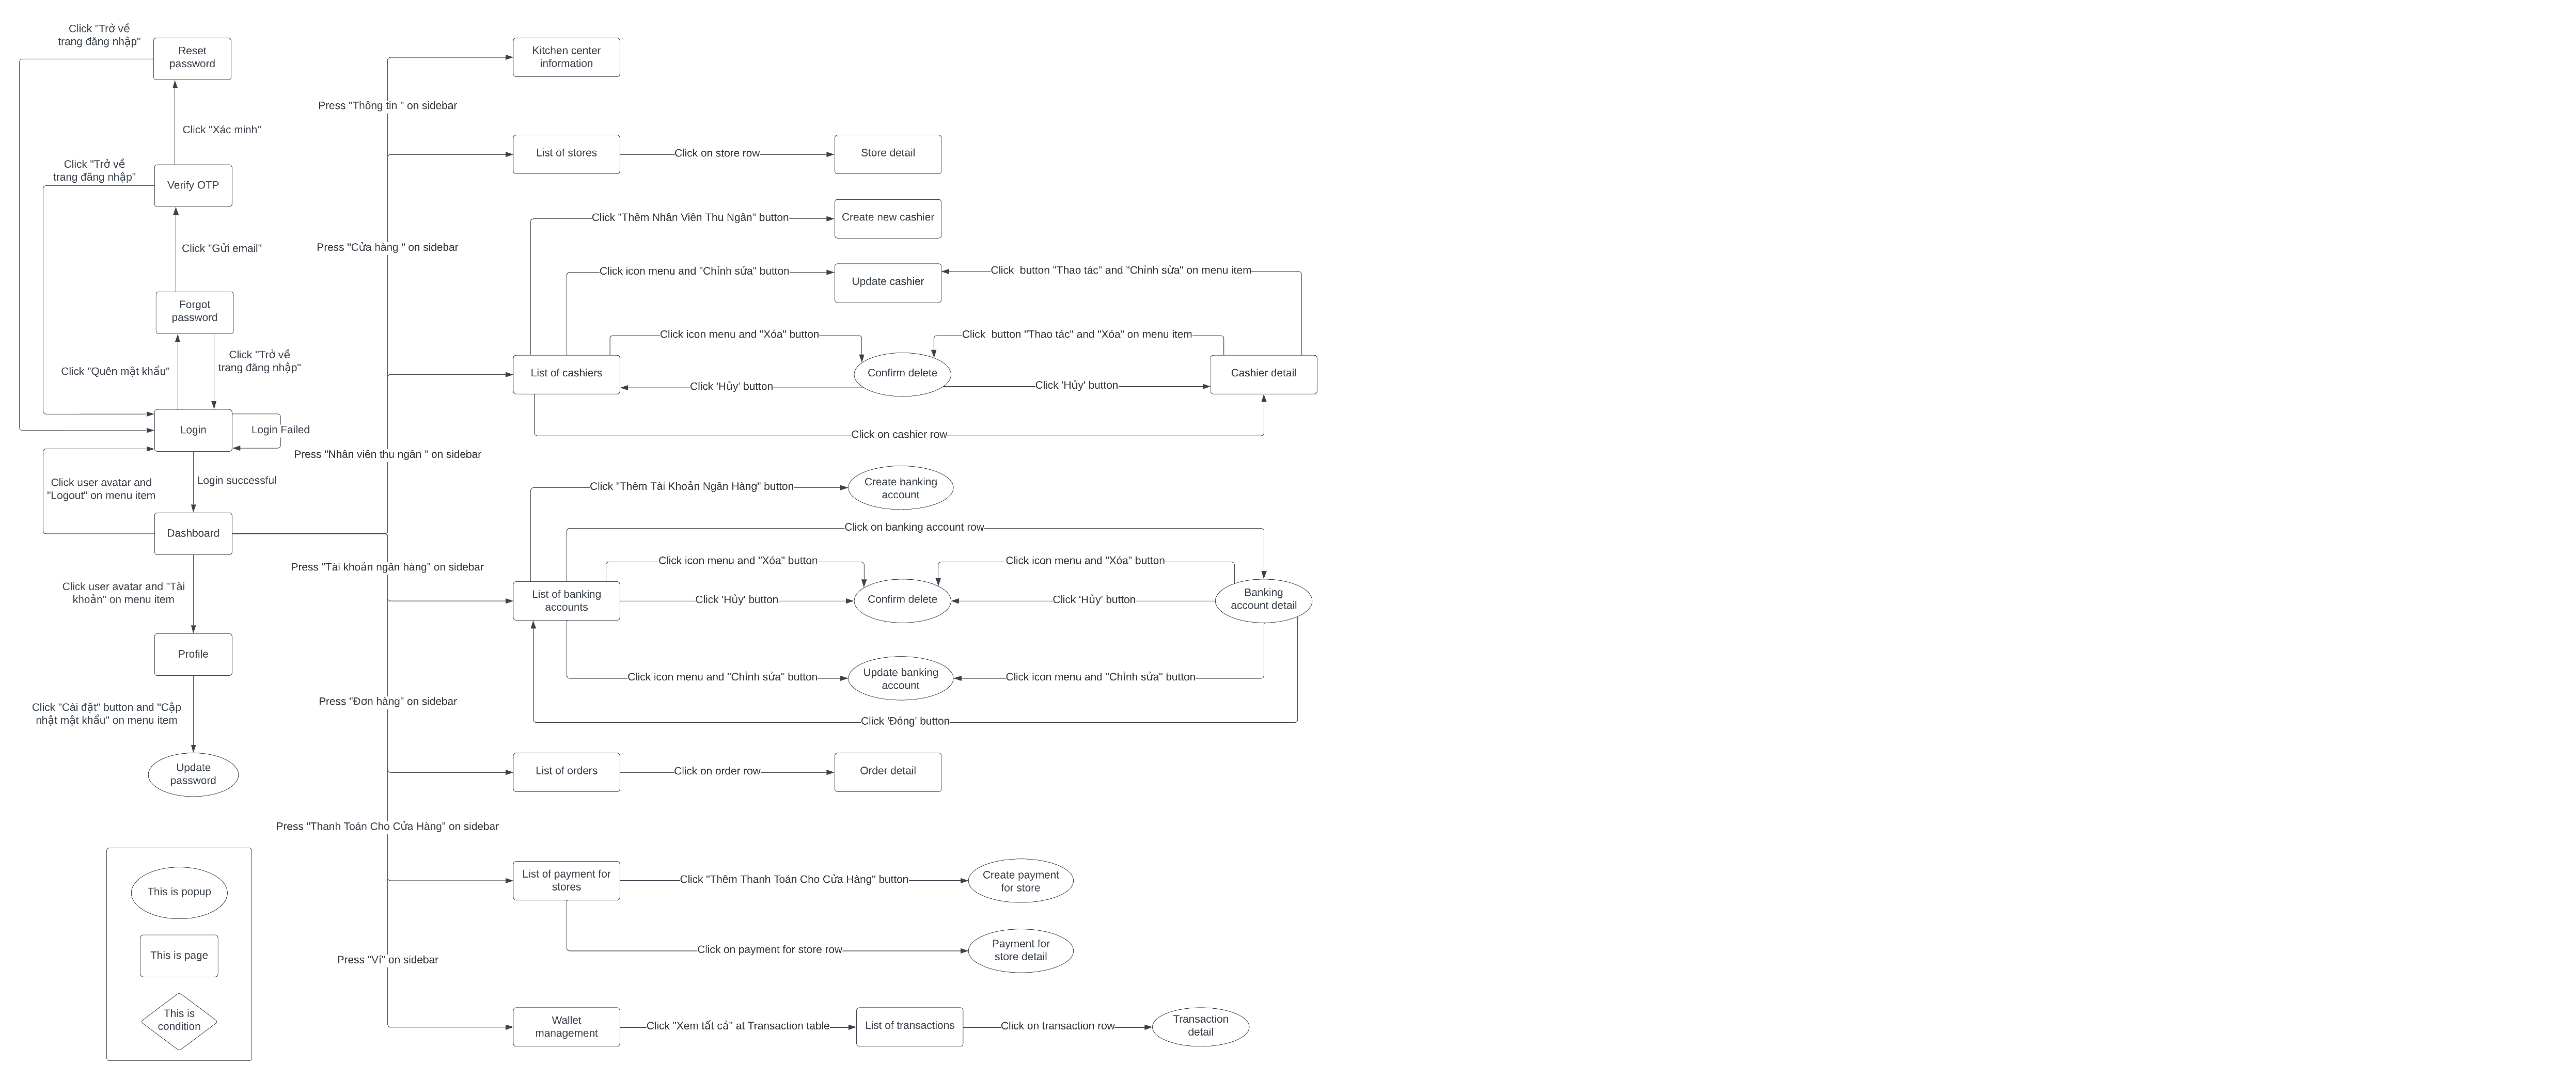 Click "Trở về
trang đăng nhập"
Reset
password
Click "Xác minh"
Click "Trở về
trang đăng nhập"
Verify OTP
Click "Gửi email"
Forgot
password
Click "Quên mật khẩu"
Click "Trở về
trang đăng nhập"
Login
Login Failed
Click user avatar and
"Logout" on menu item
Login successful
Dashboard
Click user avatar and "Tài
khoản" on menu item
Profile
Click "Cài đặt" button and "Cập
nhật mật khẩu" on menu item
Update
password
This is popup
This is page
This is
condition
Press "Thông tin " on sidebar
Press "Cửa hàng " on sidebar
Press "Nhân viên thu ngân " on sidebar
Press "Tài khoản ngân hàng" on sidebar
Press "Đơn hàng" on sidebar
Press "Thanh Toán Cho Cửa Hàng" on sidebar
Press "Ví" on sidebar
Kitchen center
information
List of stores
Click on store row
Store detail
Click "Thêm Nhân Viên Thu Ngân" button
Create new cashier
Click icon menu and "Chỉnh sửa" button
Update cashier
Click  button "Thao tác" and "Chỉnh sửa" on menu item
Click icon menu and "Xóa" button
Click  button "Thao tác" and "Xóa" on menu item
List of cashiers
Click 'Hủy' button
Confirm delete
Click 'Hủy' button
Cashier detail
Click on cashier row
Click "Thêm Tài Khoản Ngân Hàng" button
Create banking
account
Click on banking account row
Click icon menu and "Xóa" button
Click icon menu and "Xóa" button
List of banking
accounts
Click 'Hủy' button
Confirm delete
Click 'Hủy' button
Banking
account detail
Click icon menu and "Chỉnh sửa" button
Update banking
account
Click icon menu and "Chỉnh sửa" button
Click 'Đóng' button
List of orders
Click on order row
Order detail
List of payment for
stores
Click "Thêm Thanh Toán Cho Cửa Hàng" button
Create payment
for store
Click on payment for store row
Payment for
store detail
Wallet
management
Click "Xem tất cả" at Transaction table
List of transactions
Click on transaction row
Transaction
detail